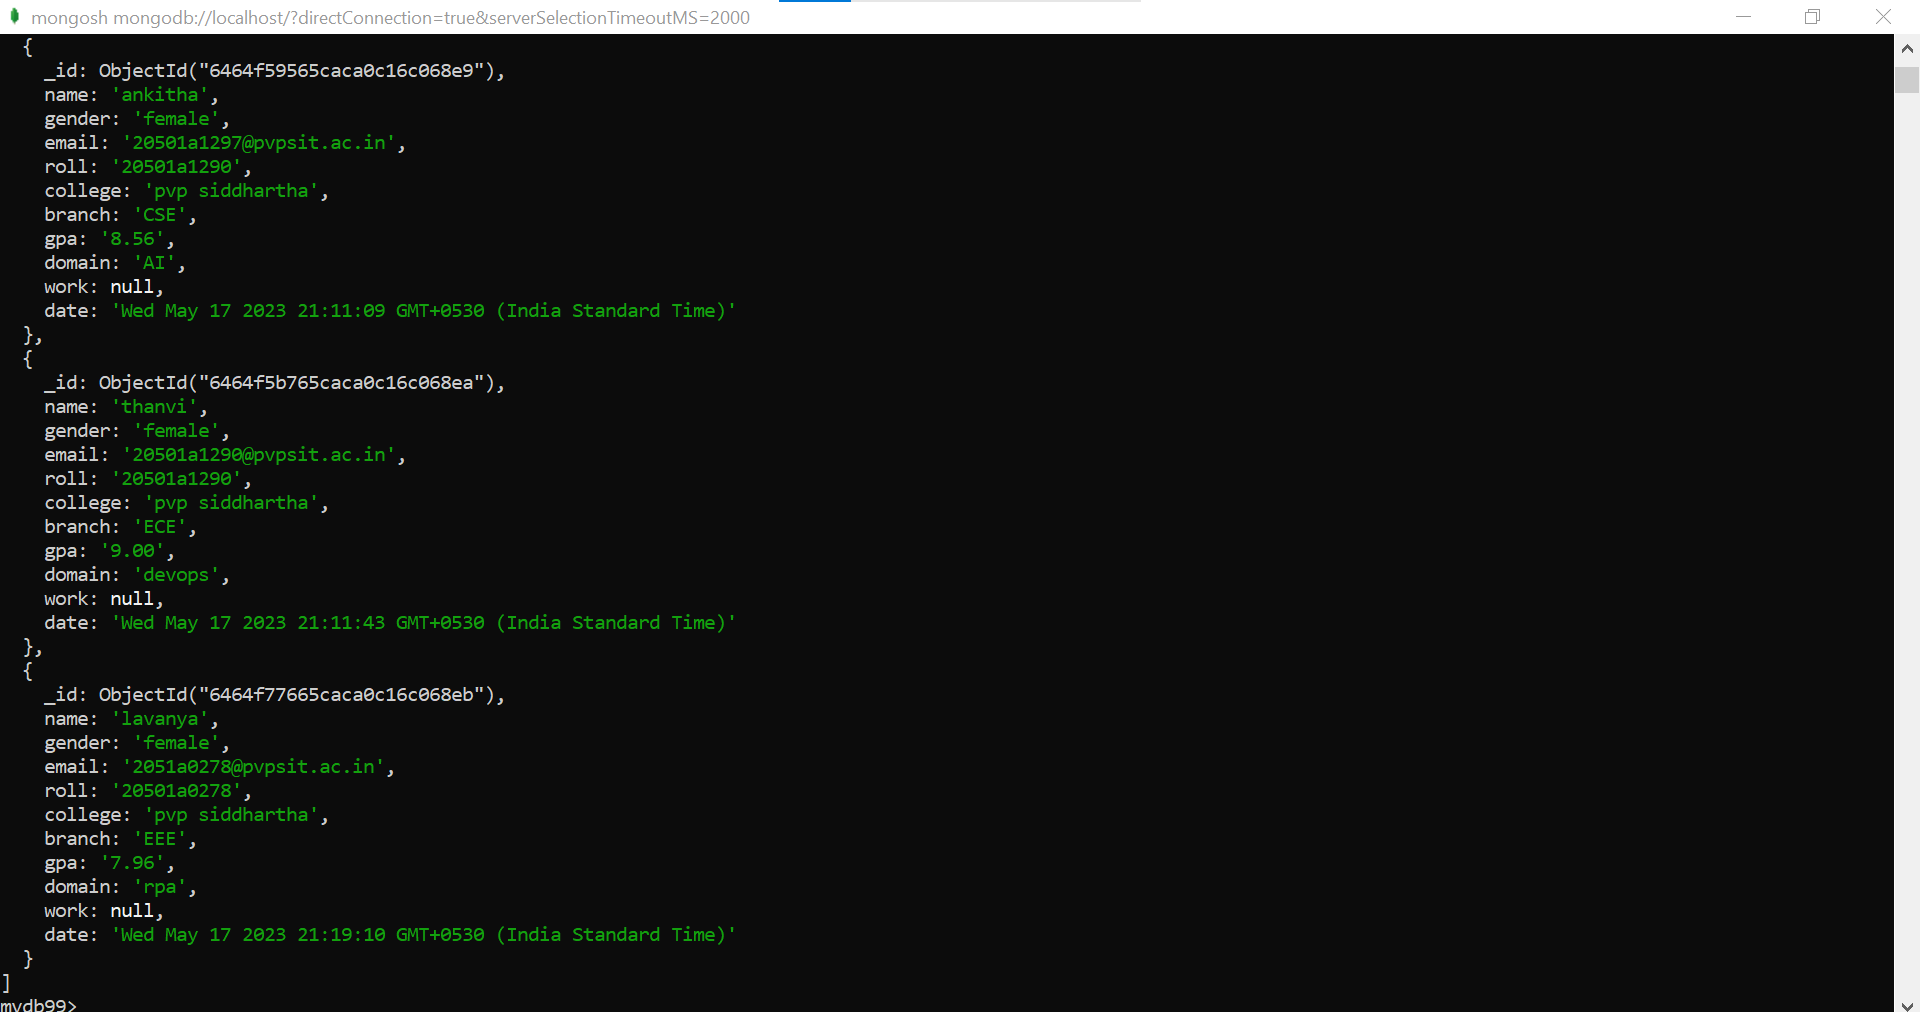 mongosh mongodb://localhost/?directConnection=true&serverSelectionTimeoutMS=2000
{
_id: ObjectId("6464f59565caca0c16c068e9"),
name: 'ankitha',
gender: 'female',
email: '20501a1297@pvpsit.ac.in',
roll: '20501a1290',
college: 'pvp siddhartha',
branch: 'CSE',
gpa: '8.56',
domain: 'AI',
work: null,
date: 'Wed May 17 2023 21:11:09 GMT+0530 (India Standard Time)'
},
{
_id: ObjectId("6464f5b765caca0c16c068ea"),
name: 'thanvi',
gender: 'female',
email: '20501a1290@pvpsit.ac.in',
roll: '20501a1290',
college: 'pvp siddhartha',
branch: 'ECE',
gpa: '9.00',
domain: 'devops',
work: null,
date: 'Wed May 17 2023 21:11:43 GMT+0530 (India Standard Time)'
},
{
_id: ObjectId("6464f77665caca0c16c068eb"),
name: 'lavanya',
gender: 'female',
email: '2051a0278@pvpsit.ac.in',
roll: '20501a0278',
college: 'pvp siddhartha',
branch: 'EEE',
gpa: '7.96',
domain: 'rpa',
work: null,
date: 'Wed May 17 2023 21:19:10 GMT+0530 (India Standard Time)'
}
]
mydb99>